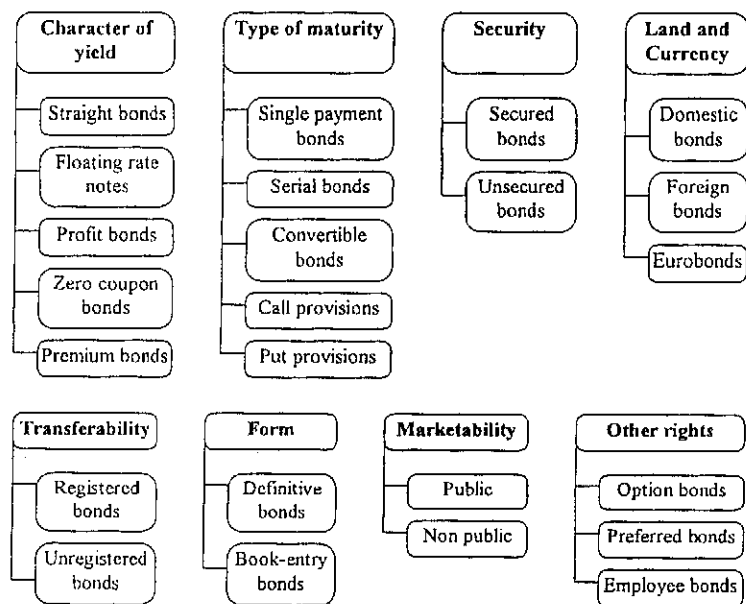 Character of
yield
Straight bonds
Floating rate
notes
Profit bonds
Zero coupon
bonds
Premium bonds
Type of maturity
Single payment
bonds
Serial bonds
Convertible
bonds
Call provisions
Put provisions
Security
Secured
bonds
Unsecured
bonds
Land and
Currency
Domestic
bonds
Foreign
bonds
Eurobonds
Transferability
Registered
bonds
Unregistered
bonds
Form
Definitive
bonds
Book-entry
bonds
Marketability
Public
Non public
Other rights
Option bonds
Preferred bonds
Employee bonds